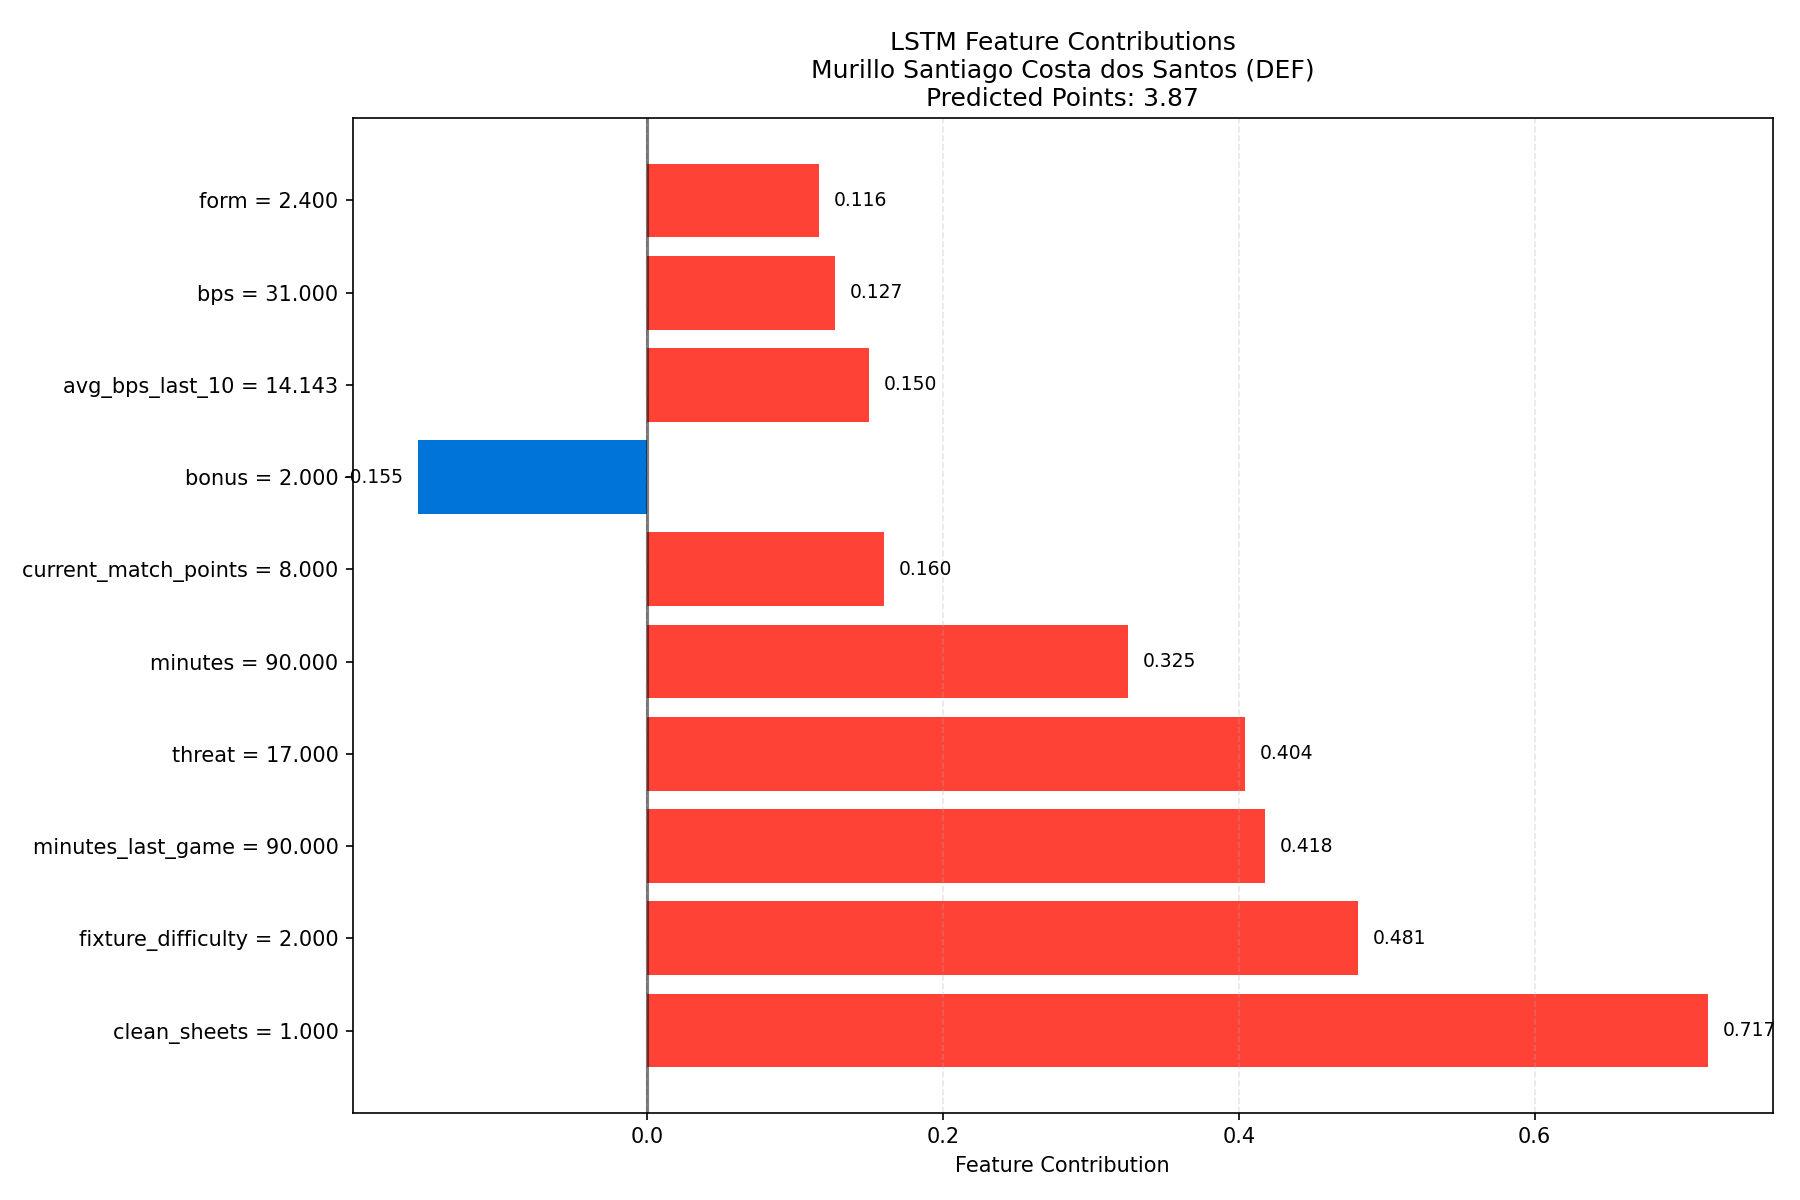 LSTM Feature Contributions
Murillo Santiago Costa dos Santos (DEF)
Predicted Points: 3.87
form = 2.400
0.116
bps = 31.000
0.127
avg_bps_last_10 = 14.143
0.150
bonus = 2.000
-0.155
current_match_points = 8.000
0.160
minutes = 90.000
0.325
threat = 17.000
0.404
minutes_last_game = 90.000
0.418
fixture_difficulty = 2.000
0.481
clean_sheets = 1.000
0.717
0.0 0.2 0.4 0.6
Feature Contribution